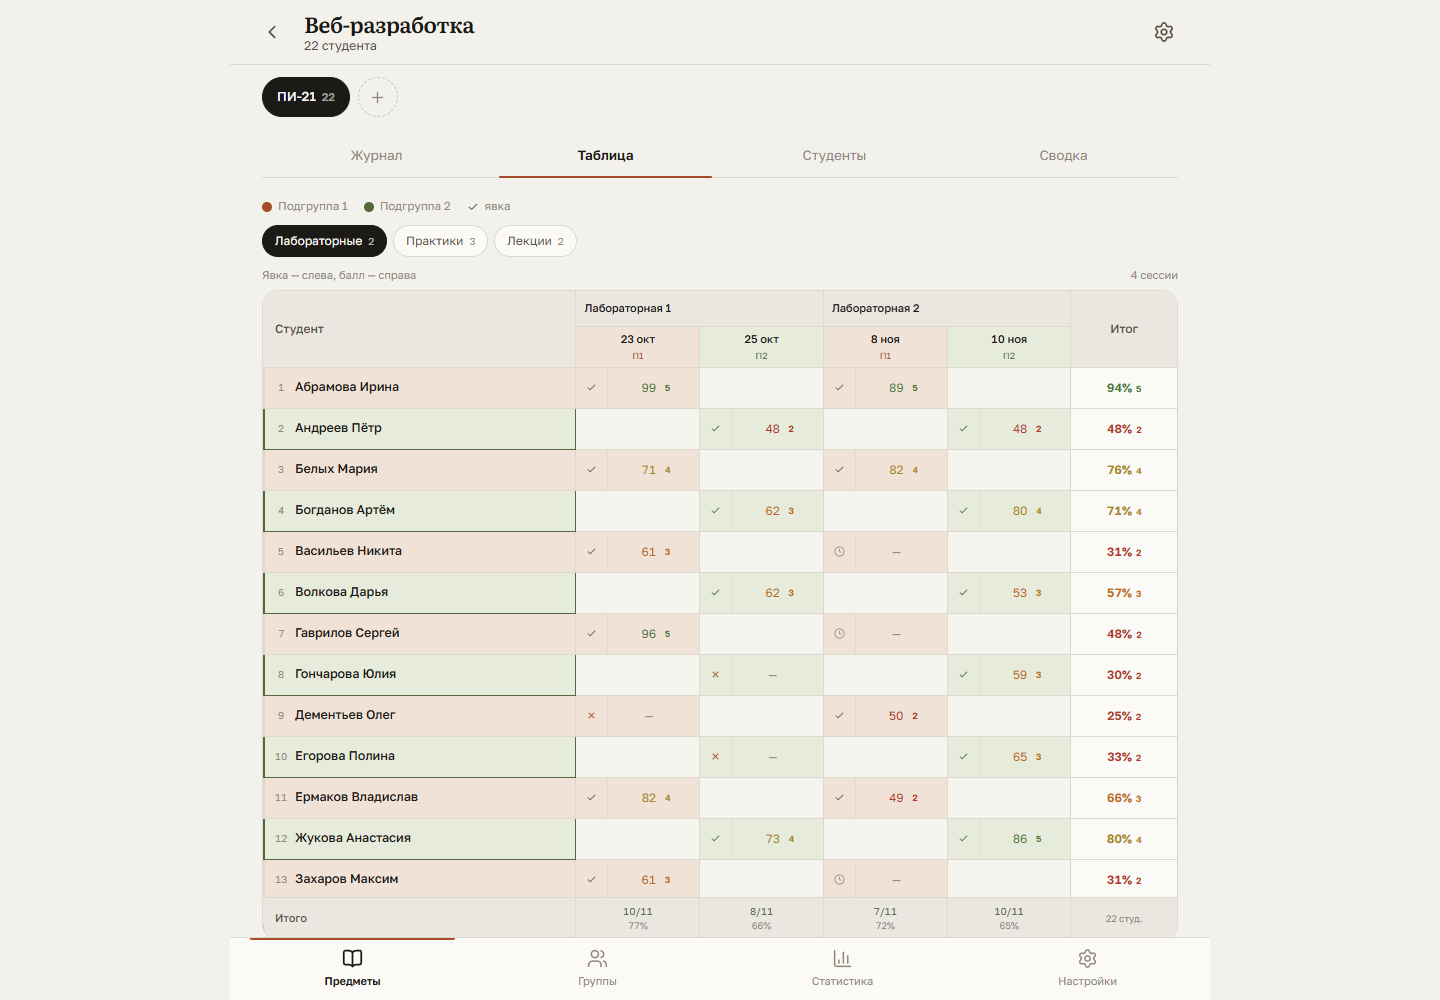 Веб-разработка
22 студента
ПИ-21 22
Журнал Таблица Студенты Сводка
Подгруппа 1 Подгруппа 2 явка
Лабораторные 2 Практики 3 Лекции 2
Явка — слева, балл — справа 4 сессии
Студент Лабораторная 1 Лабораторная 2 Итог
23 окт 25 окт 8 ноя 10 ноя
П1 П2 П1 П2
1 Абрамова Ирина 99 5 89 5 94% 5
2 Андреев Пётр 48 2 48 2 48% 2
3 Белых Мария 71 4 82 4 76% 4
4 Богданов Артём 62 3 80 4 71% 4
5 Васильев Никита 61 3 — 31% 2
6 Волкова Дарья 62 3 53 3 57% 3
7 Гаврилов Сергей 96 5 — 48% 2
8 Гончарова Юлия — 59 3 30% 2
9 Дементьев Олег — 50 2 25% 2
10 Егорова Полина — 65 3 33% 2
11 Ермаков Владислав 82 4 49 2 66% 3
12 Жукова Анастасия 73 4 86 5 80% 4
13 Захаров Максим 61 3 — 31% 2
Итого 10/11 8/11 7/11 10/11 22 студ.
77% 66% 72% 65%
Предметы Группы Статистика Настройки